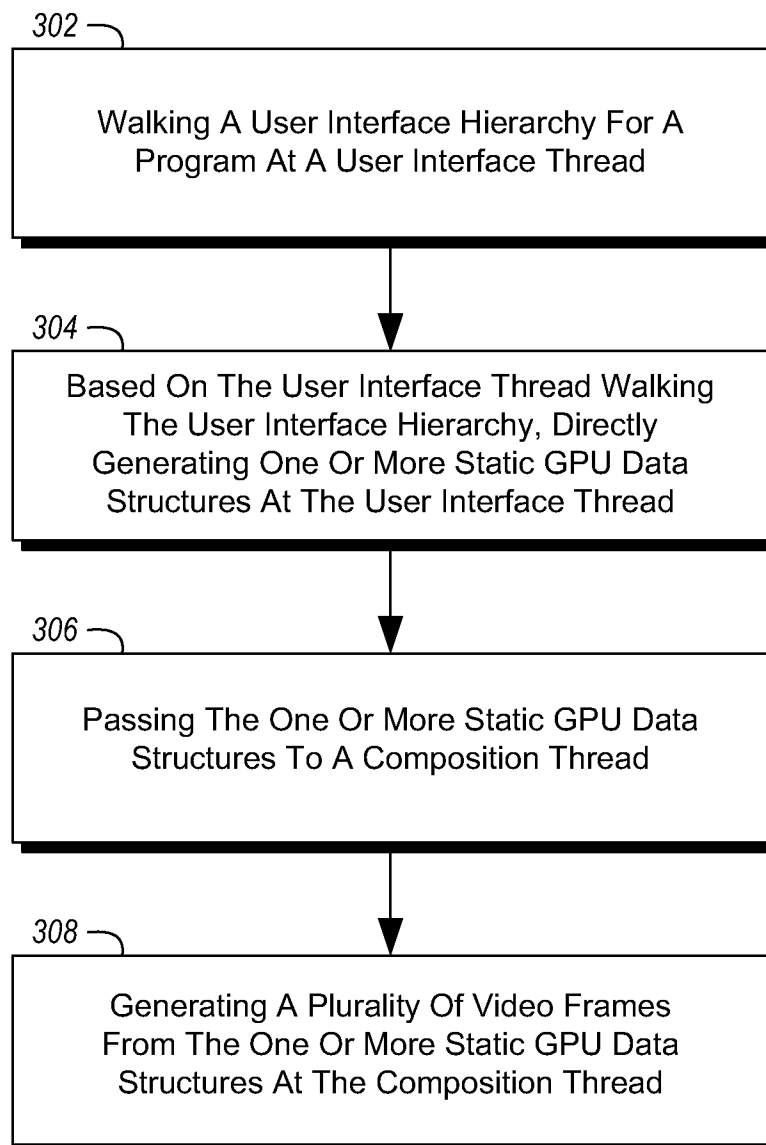 302
Walking A User Interface Hierarchy For A
Program At A User Interface Thread
304
Based On The User Interface Thread Walking
The User Interface Hierarchy, Directly
Generating One Or More Static GPU Data
Structures At The User Interface Thread
306
Passing The One Or More Static GPU Data
Structures To A Composition Thread
308
Generating A Plurality Of Video Frames
From The One Or More Static GPU Data
Structures At The Composition Thread